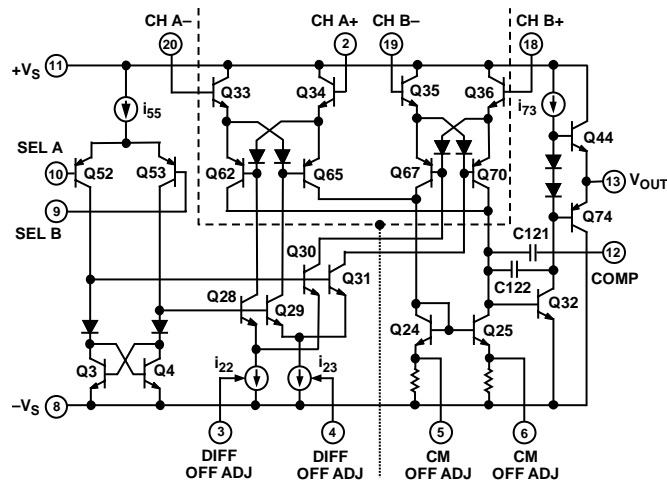 CH A– CH A+ CH B– CH B+
20 2 19 18
+VS 11 Q33 Q34 Q35 Q36
i55 i73 Q44
SEL A
10 Q52 Q53 Q62 Q65 Q67 Q70 13 VOUT
9 Q74
SEL B
C121 12
Q30 COMP
Q31 C122
Q28 Q29 Q24 Q25 Q32
Q3 Q4 i22 i23
–VS 8
3 4 5 6
DIFF DIFF CM CM
OFF ADJ OFF ADJ OFF ADJ OFF ADJ